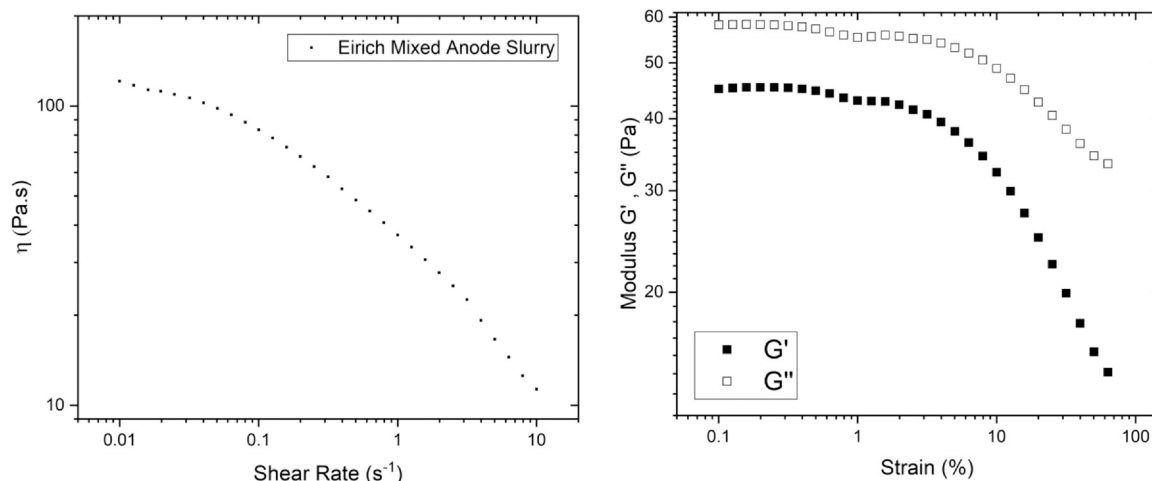 Eirich Mixed Anode Slurry
η (Pa.s)
100
10
0.01 0.1 1 10
Shear Rate (s⁻¹)
Modulus G' , G" (Pa)
60
50
40
30
20
G'
G"
0.1 1 10 100
Strain (%)